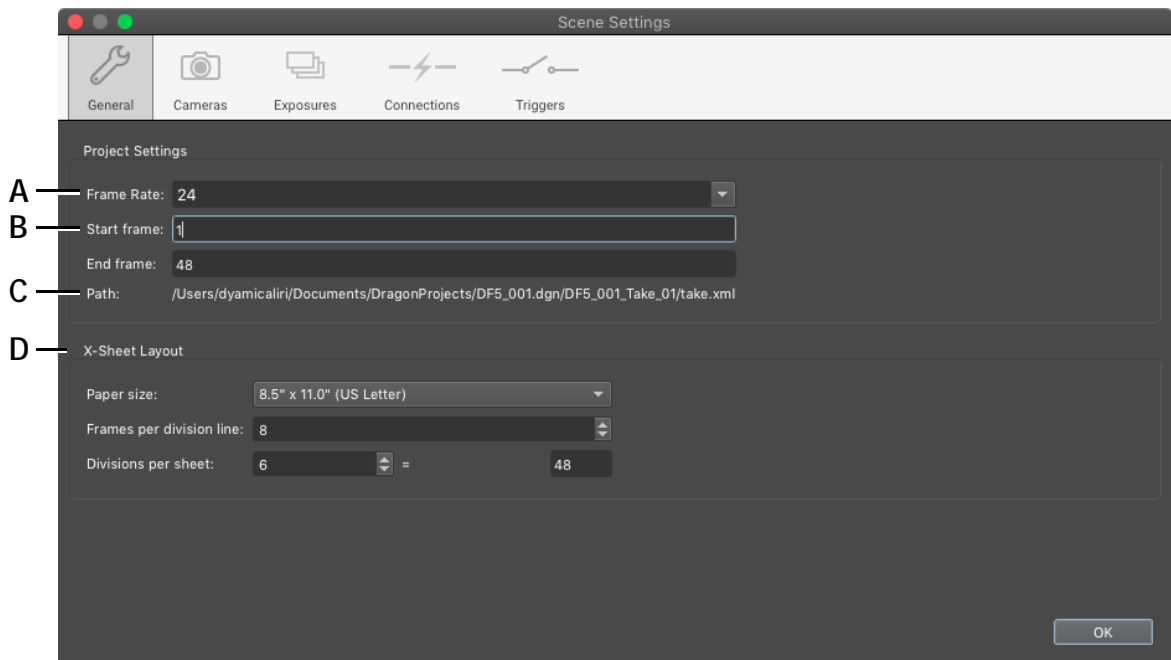 Scene Settings
General Cameras Exposures Connections Triggers
Project Settings
A Frame Rate: 24
B Start frame: 1
End frame: 48
C Path: /Users/dyamicaliri/Documents/DragonProjects/DF5_001.dgn/DF5_001_Take_01/take.xml
D X-Sheet Layout
Paper size: 8.5" x 11.0" (US Letter)
Frames per division line: 8
Divisions per sheet: 6 = 48
OK